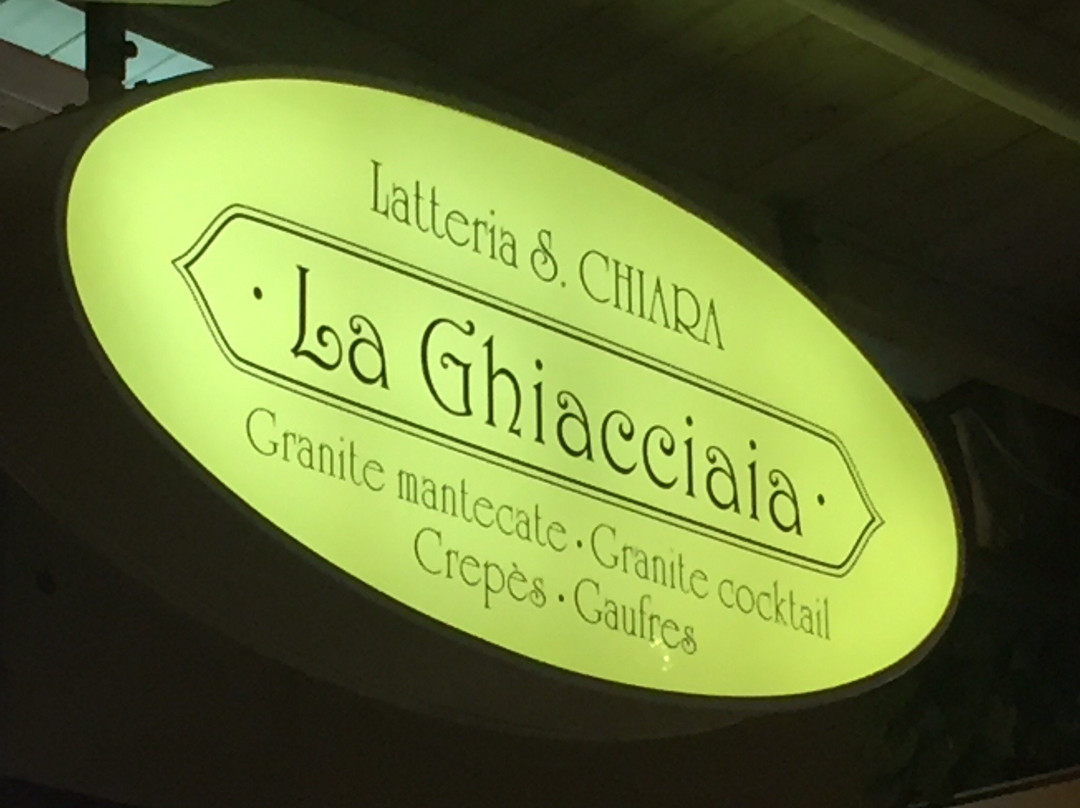 Latteria S. CHIARA
· La Ghiacciaia ·
Granite mantecate · Granite cocktail
Crepès · Gaufres